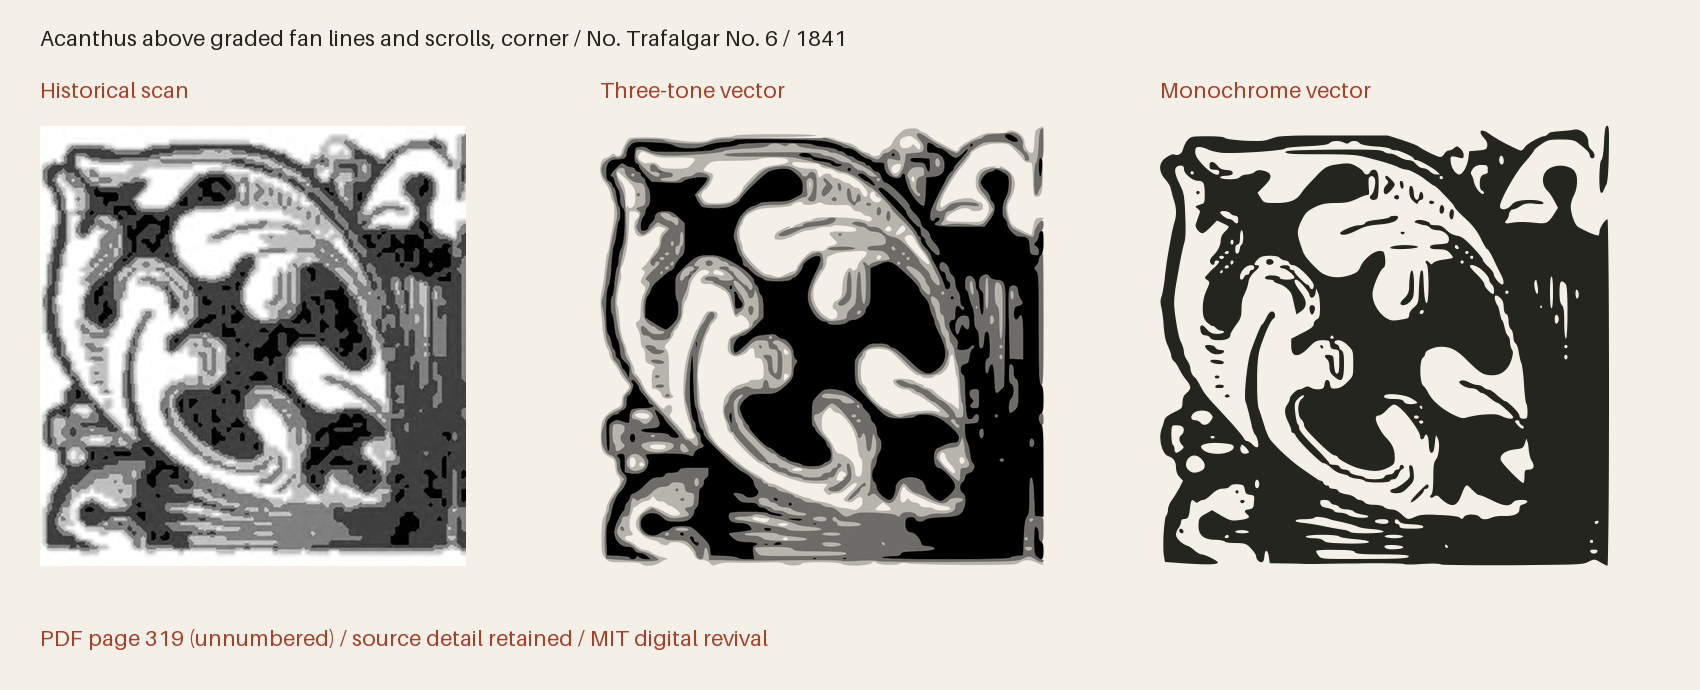 Acanthus above graded fan lines and scrolls, corner / No. Trafalgar No. 6 / 1841
Historical scan
Three-tone vector
Monochrome vector
PDF page 319 (unnumbered) / source detail retained / MIT digital revival